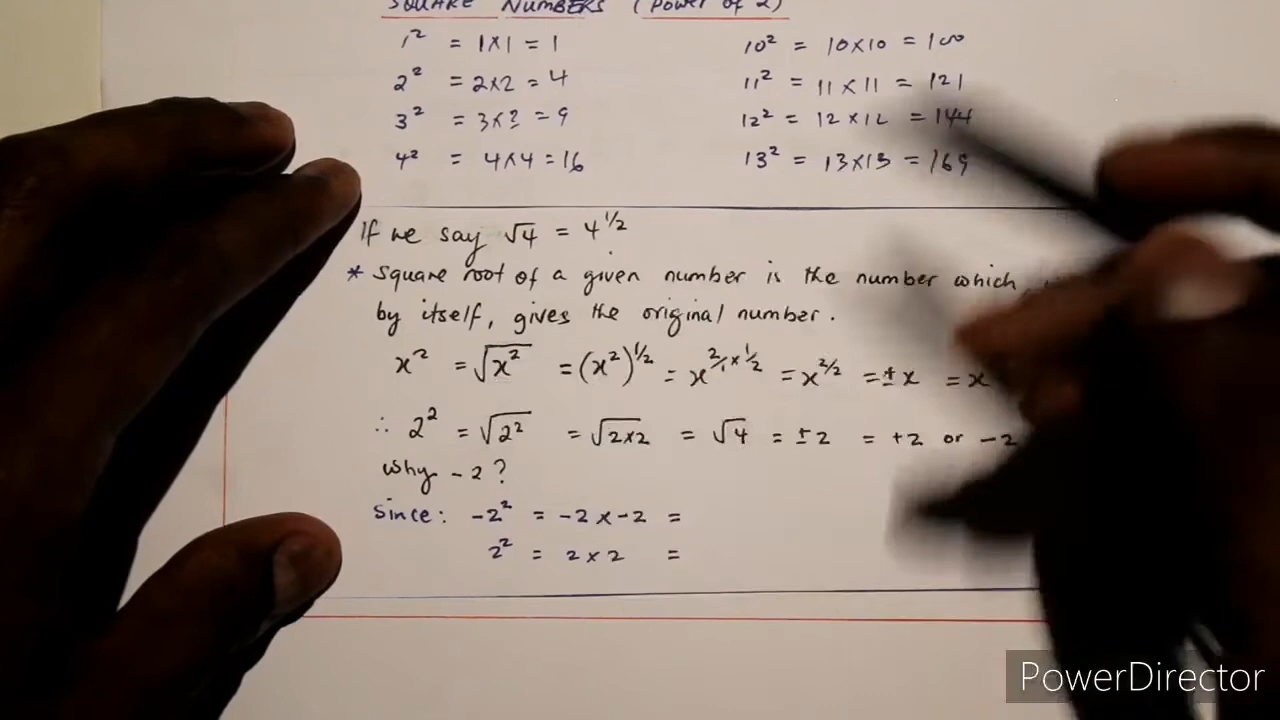 SQUARE NUMBERS (Power of 2)
1² = 1×1 = 1
2² = 2×2 = 4
3² = 3×3 = 9
4² = 4×4 = 16
10² = 10×10 = 100
11² = 11×11 = 121
12² = 12×12 = 144
13² = 13×13 = 169
If we say √4 = 4^1/2
* Square root of a given number is the number which,
by itself, gives the original number.
x² = √x² = (x²)^1/2 = x^2/1×1/2 = x^2/2 = ±x = x
∴ 2² = √2² = √2×2 = √4 = ±2 = +2 or -2
Why -2?
Since: -2² = -2×-2 =
2² = 2×2 =
PowerDirector